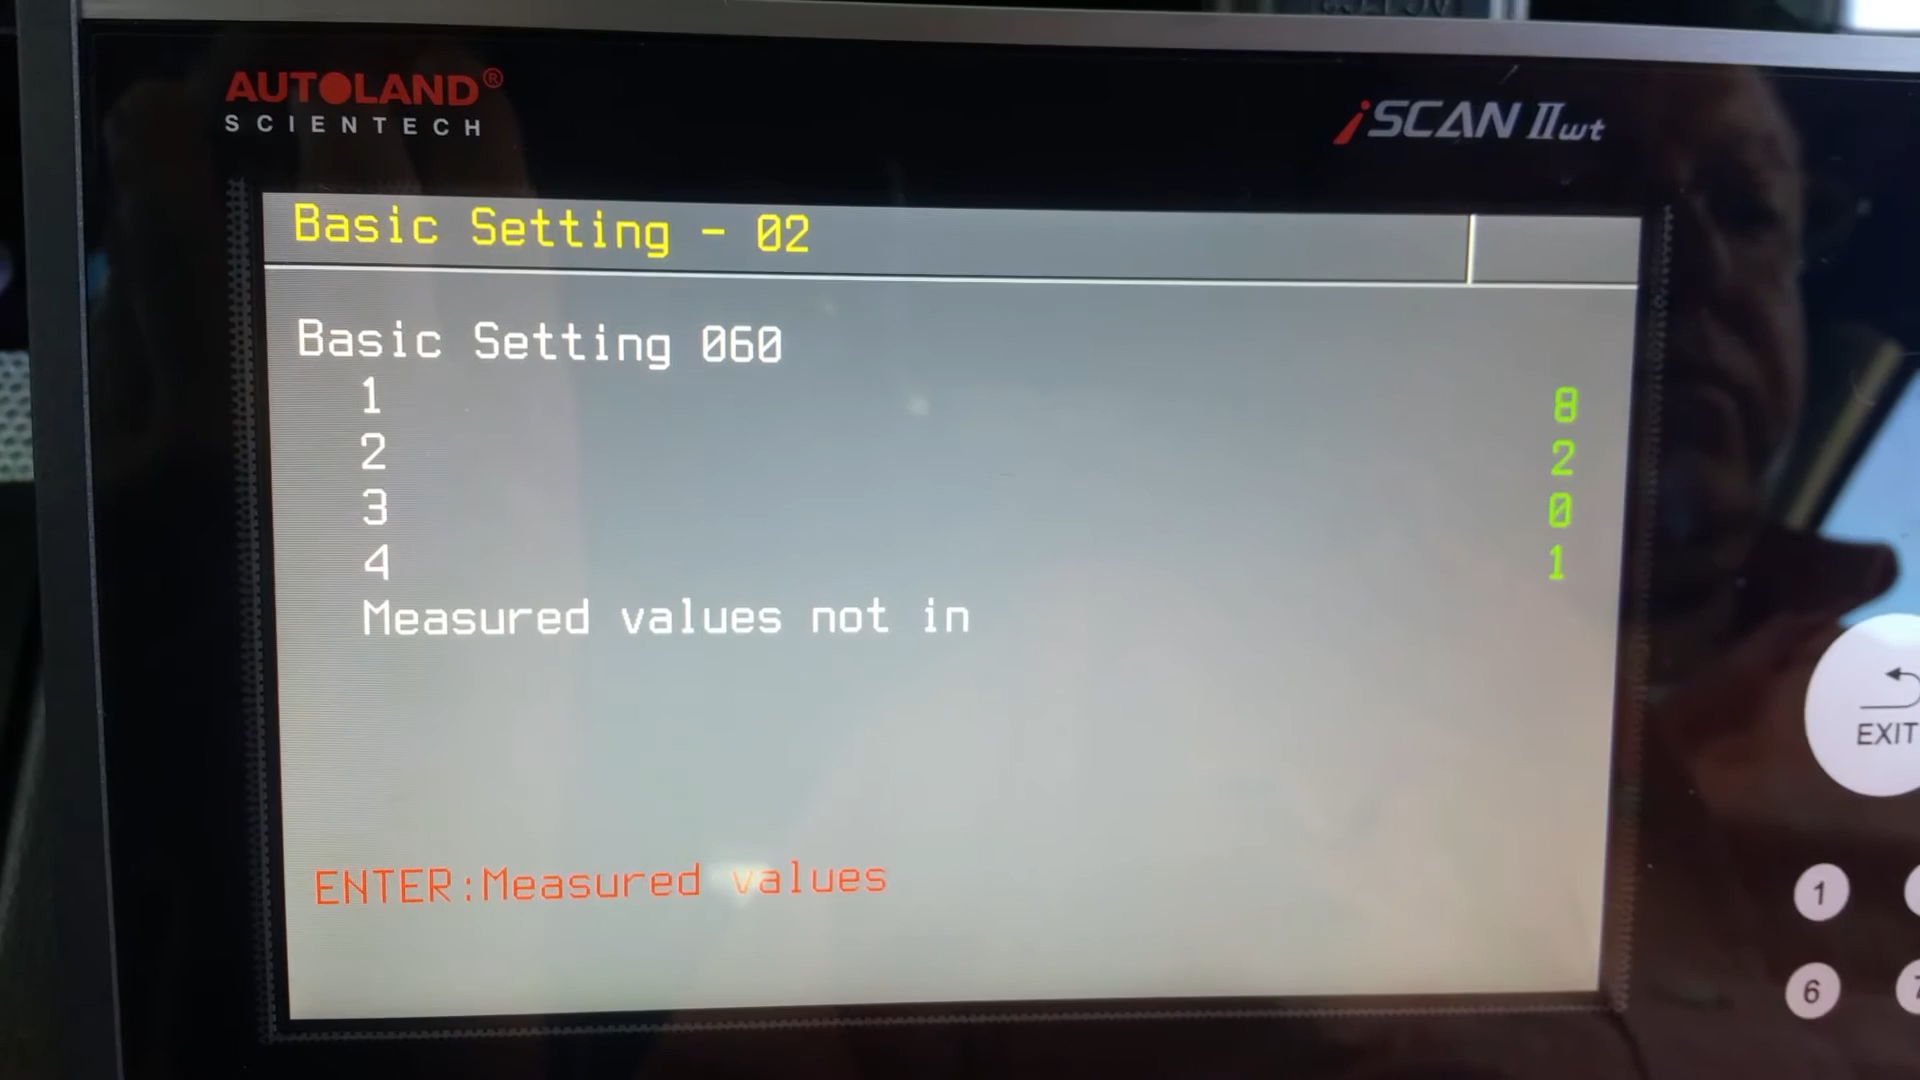 AUTOLAND®
SCIENTECH
iSCAN IIwt
Basic Setting - 02
Basic Setting 060
1 8
2 2
3 0
4 1
Measured values not in
ENTER:Measured values
EXIT
1
6